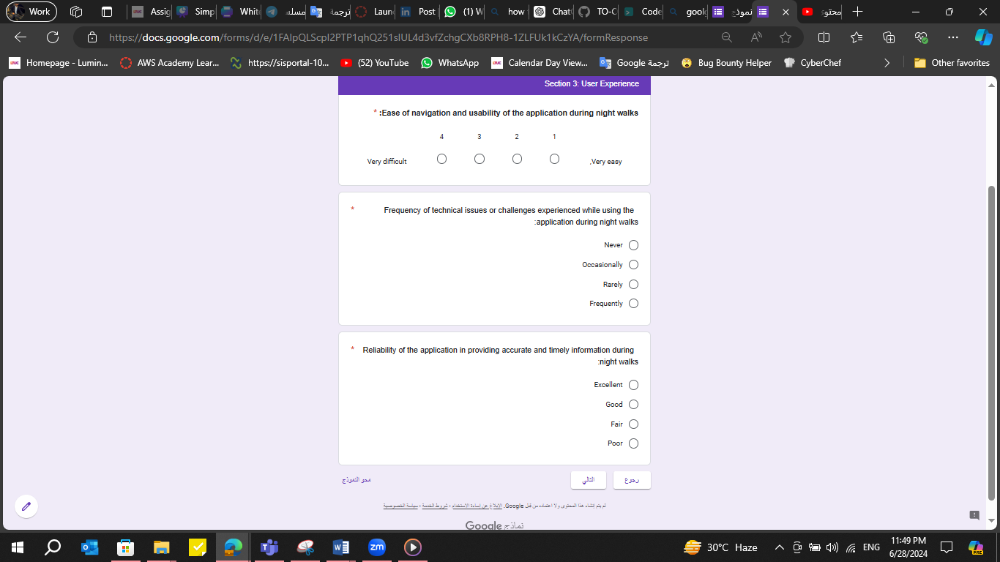 Work
Assig
Simp
Whit
مسله
ترجمة
Laun
Post
(1) W
how
Chat
TO-C
Code
gool
نموذج
محتوى
https://docs.google.com/forms/d/e/1FAIpQLScpI2PTP1qhQ251sIUL4d3vfZchgCXb8RPH8-1ZLFUk1kCzYA/formResponse
Homepage - Lumin...
AWS Academy Lear...
https://sisportal-10...
(52) YouTube
WhatsApp
Calendar Day View...
Google ترجمة
Bug Bounty Helper
CyberChef
Other favorites
Section 3: User Experience
* :Ease of navigation and usability of the application during night walks
4 3 2 1
Very difficult
,Very easy
* Frequency of technical issues or challenges experienced while using the
:application during night walks
Never
Occasionally
Rarely
Frequently
* Reliability of the application in providing accurate and timely information during
:night walks
Excellent
Good
Fair
Poor
رجوع
التالي
محو النموذج
لم يتم إنشاء هذا المحتوى ولا اعتماده من قبل Google. الإبلاغ عن إساءة الاستخدام - شروط الخدمة - سياسة الخصوصية
نماذج Google
30°C Haze
ENG
11:49 PM
6/28/2024